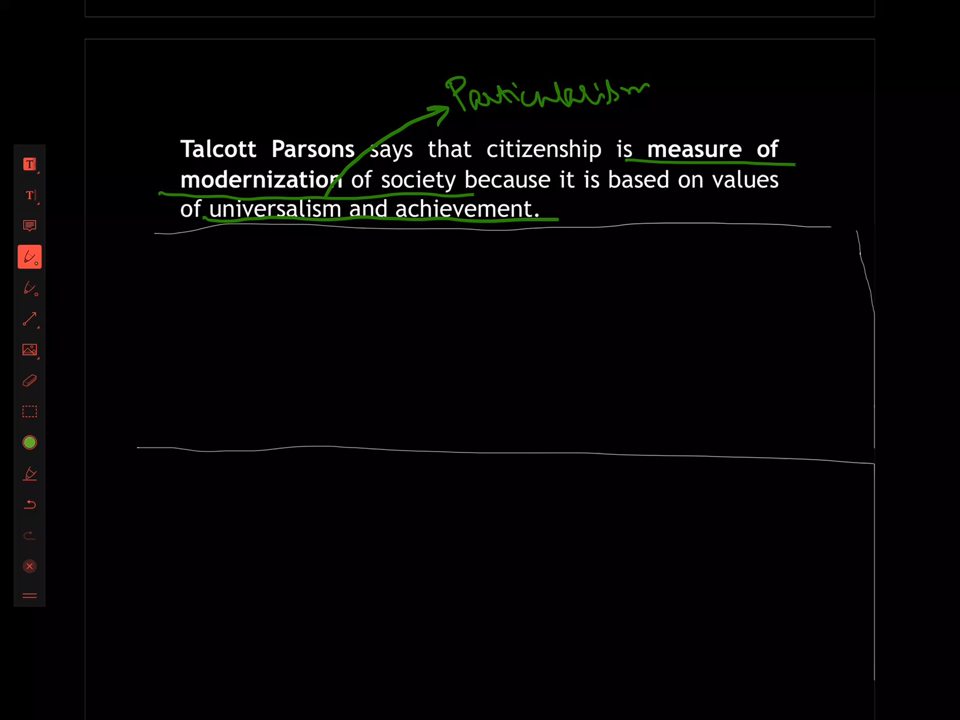 Particularism
Talcott Parsons says that citizenship is measure of
modernization of society because it is based on values
of universalism and achievement.